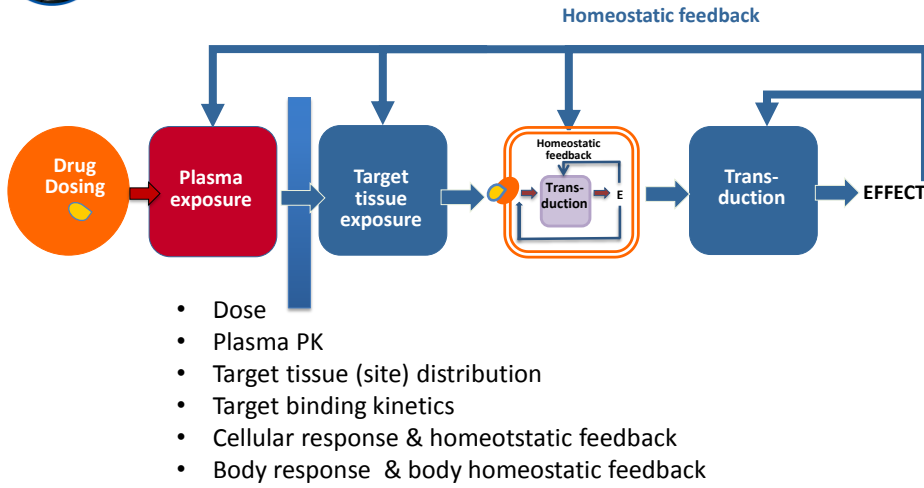 Homeostatic feedback
Drug
Dosing
Plasma
exposure
Target
tissue
exposure
Homeostatic
feedback
Trans-
duction
E
Trans-
duction
EFFECT
• Dose
• Plasma PK
• Target tissue (site) distribution
• Target binding kinetics
• Cellular response & homeotstatic feedback
• Body response  & body homeostatic feedback